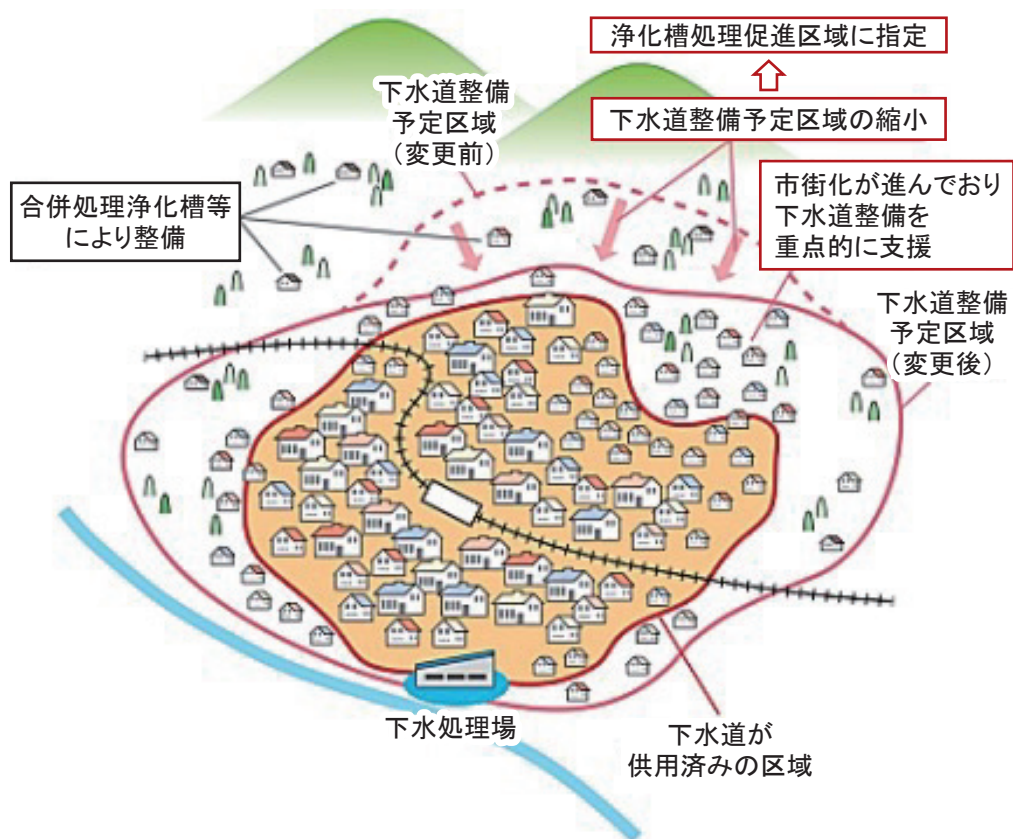 浄化槽処理促進区域に指定
下水道整備予定区域の縮小
下水道整備
予定区域
（変更前）
合併処理浄化槽等
により整備
市街化が進んでおり
下水道整備を
重点的に支援
下水道整備
予定区域
（変更後）
下水処理場
下水道が
供用済みの区域